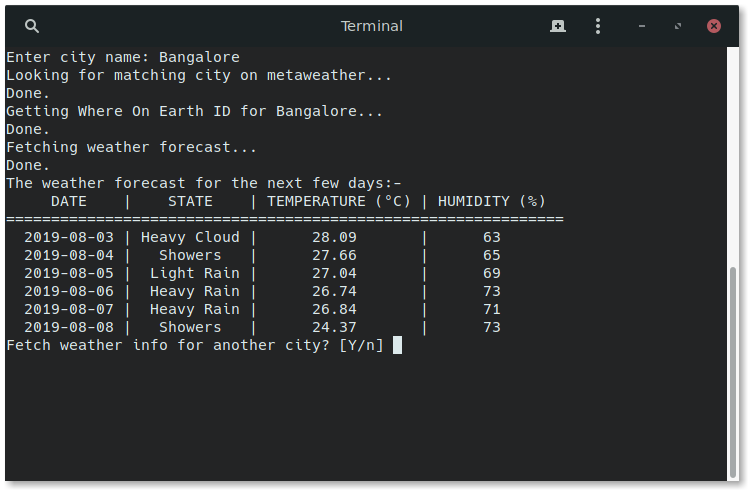 Terminal
Enter city name: Bangalore
Looking for matching city on metaweather...
Done.
Getting Where On Earth ID for Bangalore...
Done.
Fetching weather forecast...
Done.
The weather forecast for the next few days:-
     DATE    |    STATE    | TEMPERATURE (°C) | HUMIDITY (%)
==============================================================
  2019-08-03 | Heavy Cloud |      28.09       |      63
  2019-08-04 |   Showers   |      27.66       |      65
  2019-08-05 |  Light Rain |      27.04       |      69
  2019-08-06 |  Heavy Rain |      26.74       |      73
  2019-08-07 |  Heavy Rain |      26.84       |      71
  2019-08-08 |   Showers   |      24.37       |      73
Fetch weather info for another city? [Y/n]